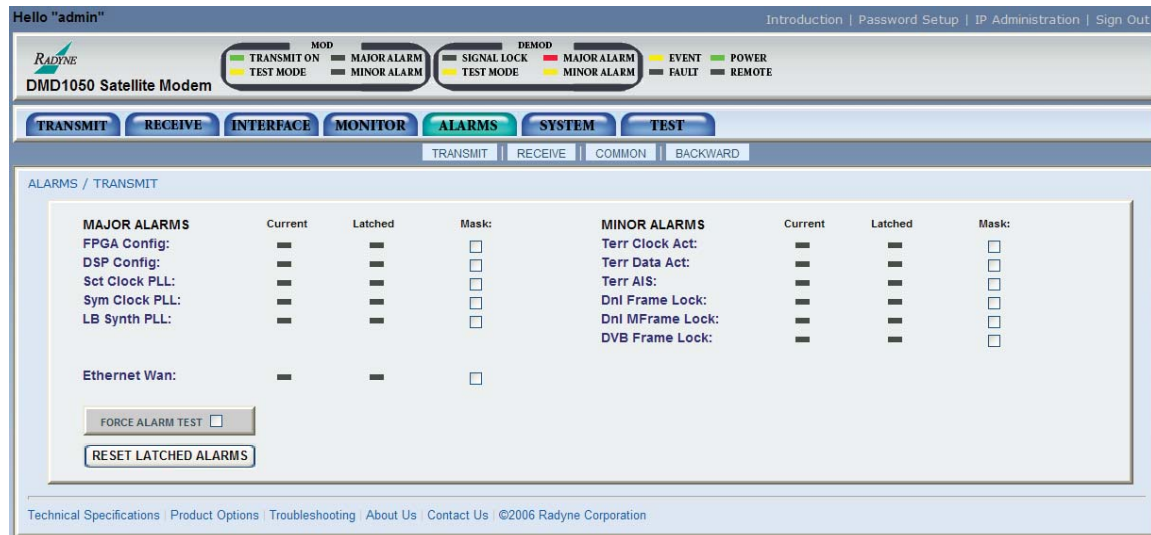 Hello "admin"
Introduction | Password Setup | IP Administration | Sign Out
RADYNE
DMD1050 Satellite Modem
MOD
TRANSMIT ON MAJOR ALARM
TEST MODE MINOR ALARM
DEMOD
SIGNAL LOCK MAJOR ALARM
TEST MODE MINOR ALARM
EVENT POWER
FAULT REMOTE
TRANSMIT RECEIVE INTERFACE MONITOR ALARMS SYSTEM TEST
TRANSMIT | RECEIVE | COMMON | BACKWARD
ALARMS / TRANSMIT
MAJOR ALARMS Current Latched Mask:
FPGA Config:
DSP Config:
Sct Clock PLL:
Sym Clock PLL:
LB Synth PLL:
Ethernet Wan:
MINOR ALARMS Current Latched Mask:
Terr Clock Act:
Terr Data Act:
Terr AIS:
Dnl Frame Lock:
Dnl MFrame Lock:
DVB Frame Lock:
FORCE ALARM TEST
RESET LATCHED ALARMS
Technical Specifications | Product Options | Troubleshooting | About Us | Contact Us | ©2006 Radyne Corporation